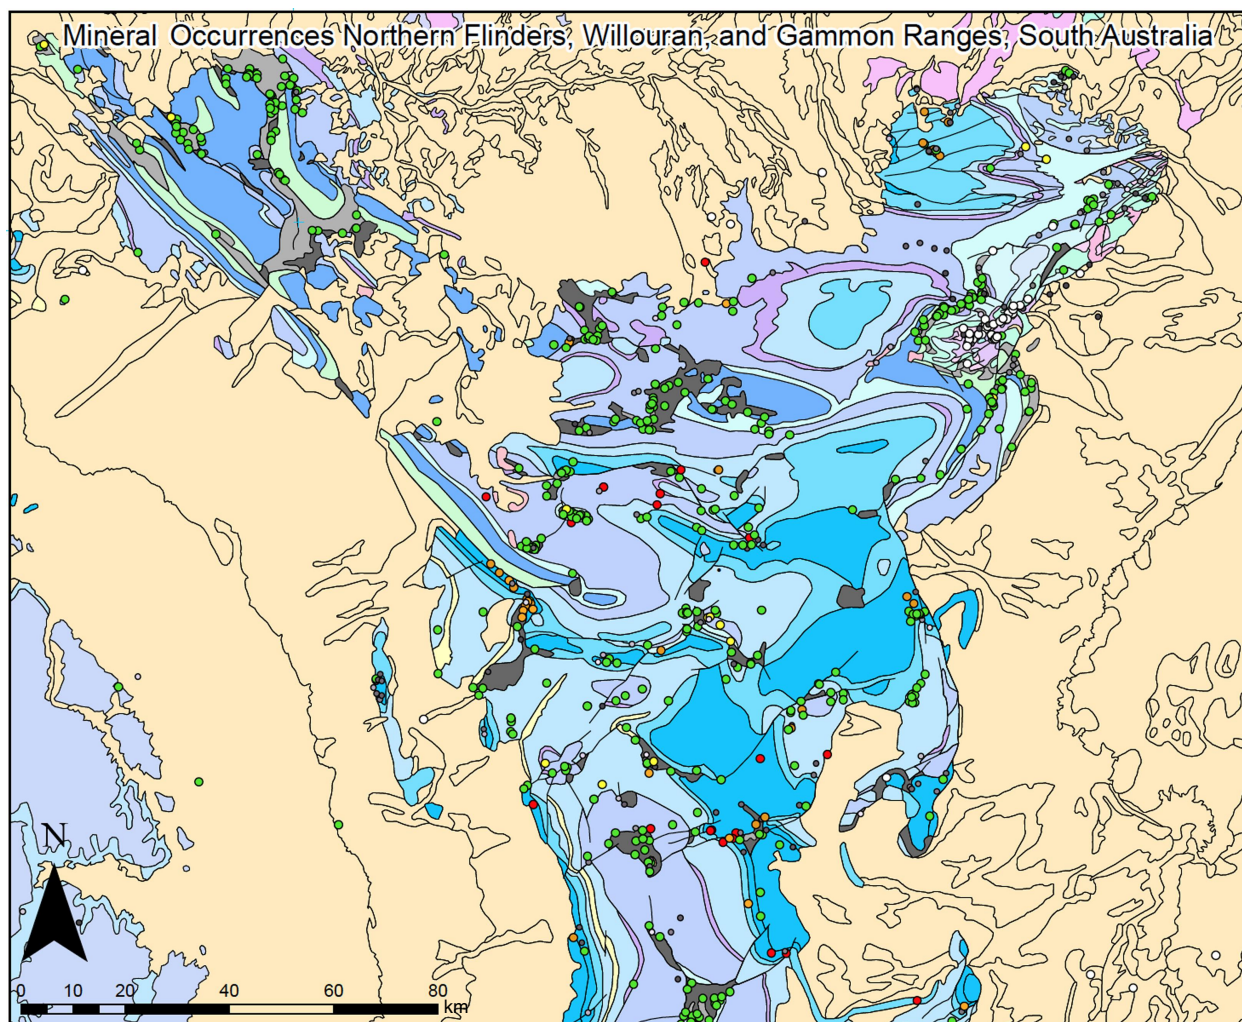 Mineral Occurrences Northern Flinders, Willouran, and Gammon Ranges, South Australia
N
0 10 20 40 60 80
km